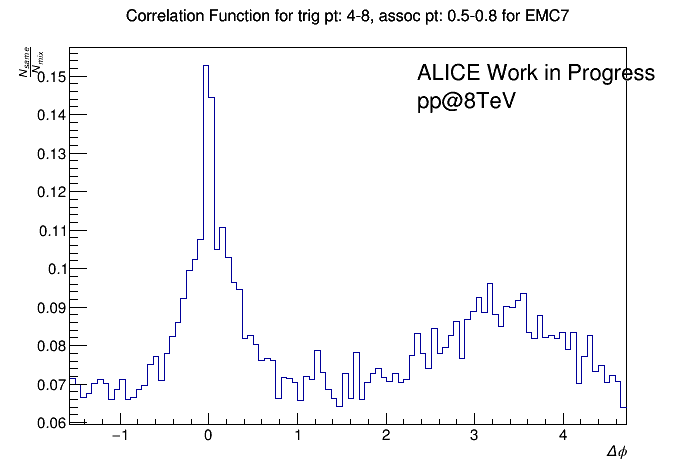 Correlation Function for trig pt: 4-8, assoc pt: 0.5-0.8 for EMC7
N_same
N_mix
ALICE Work in Progress
pp@8TeV
0.15
0.14
0.13
0.12
0.11
0.1
0.09
0.08
0.07
0.06
−1 0 1 2 3 4
Δφ